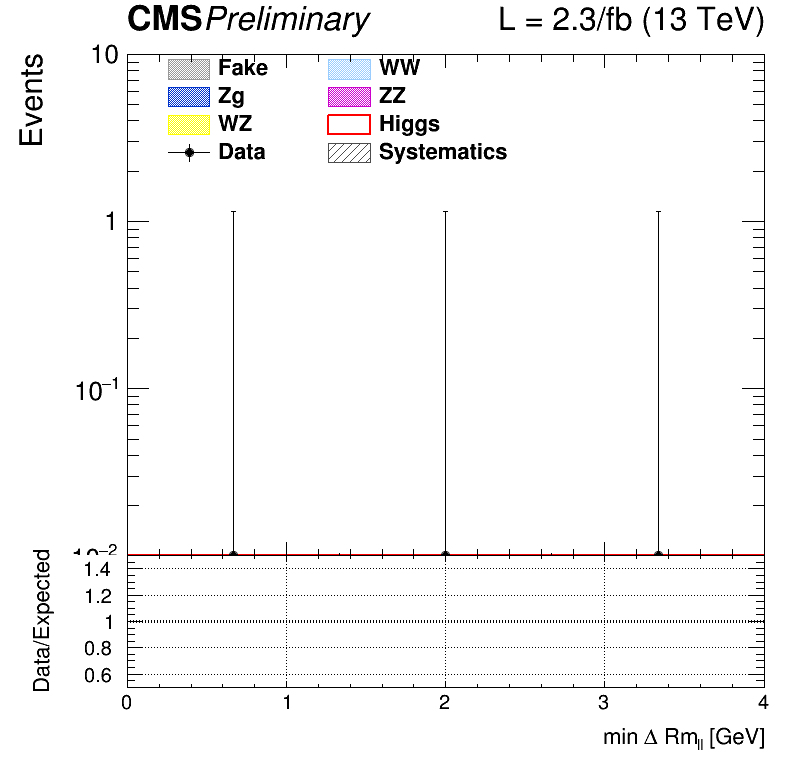 CMS Preliminary L = 2.3/fb (13 TeV)
Events
10
1
10⁻¹
Fake WW
Zg ZZ
WZ Higgs
Data Systematics
Data/Expected
1.4
1.2
1
0.8
0.6
0 1 2 3 4
min Δ Rm_ll [GeV]